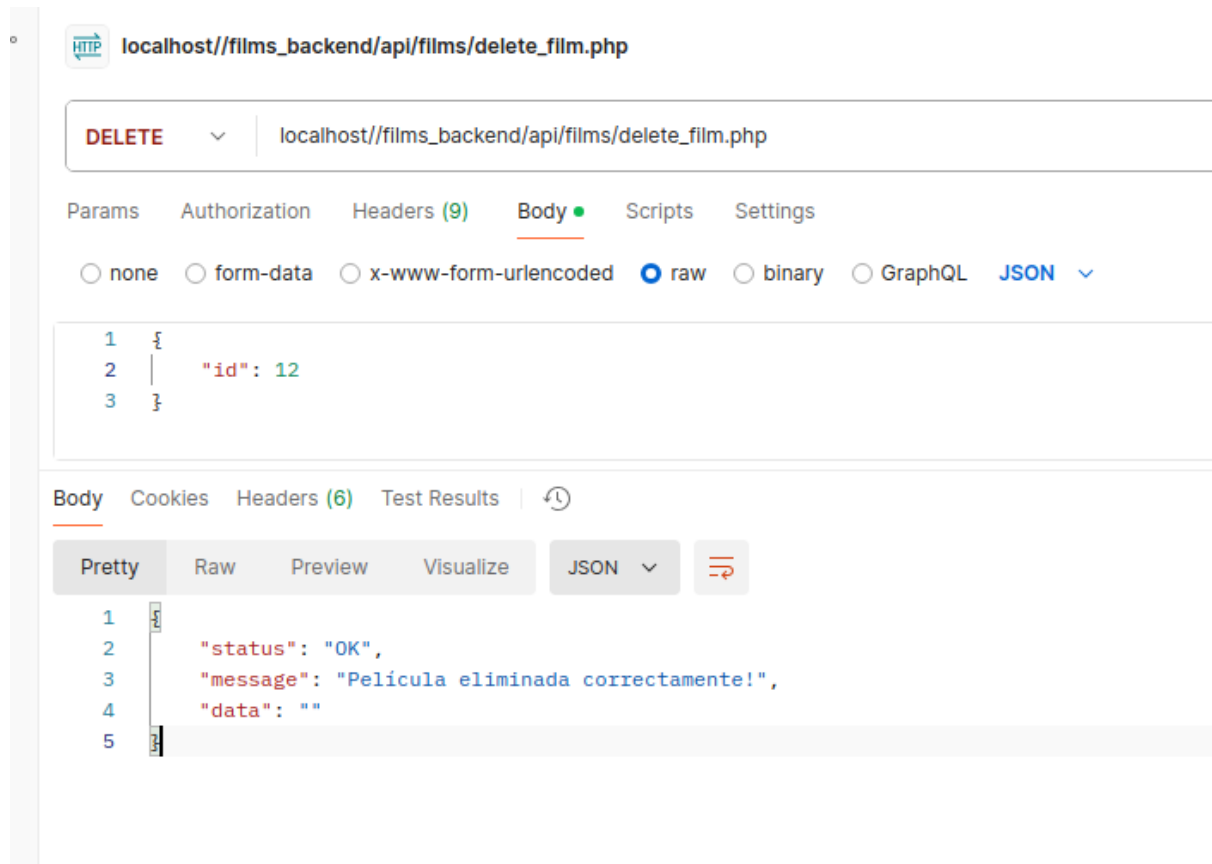 HTTP localhost//films_backend/api/films/delete_film.php
DELETE localhost//films_backend/api/films/delete_film.php
Params Authorization Headers (9) Body Scripts Settings
none form-data x-www-form-urlencoded raw binary GraphQL JSON
1 {
2 "id": 12
3 }
Body Cookies Headers (6) Test Results
Pretty Raw Preview Visualize JSON
1 {
2 "status": "OK",
3 "message": "Película eliminada correctamente!",
4 "data": ""
5 }